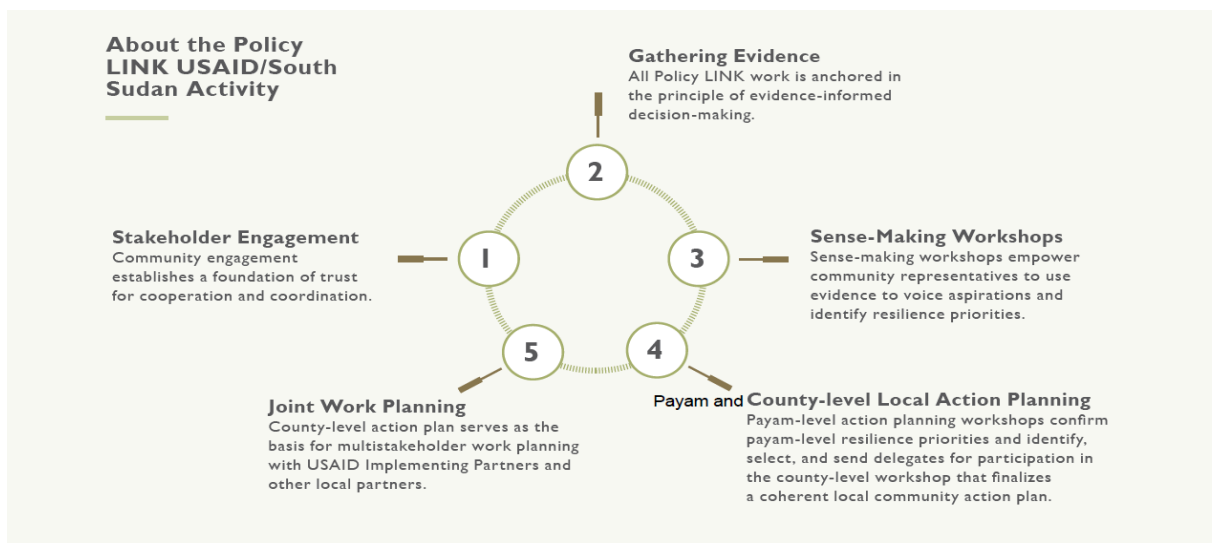 About the Policy
LINK USAID/South
Sudan Activity
1
Stakeholder Engagement
Community engagement
establishes a foundation of trust
for cooperation and coordination.
2
Gathering Evidence
All Policy LINK work is anchored in
the principle of evidence-informed
decision-making.
3
Sense-Making Workshops
Sense-making workshops empower
community representatives to use
evidence to voice aspirations and
identify resilience priorities.
4
Payam and County-level Local Action Planning
Payam-level action planning workshops confirm
payam-level resilience priorities and identify,
select, and send delegates for participation in
the county-level workshop that finalizes
a coherent local community action plan.
5
Joint Work Planning
County-level action plan serves as the
basis for multistakeholder work planning
with USAID Implementing Partners and
other local partners.